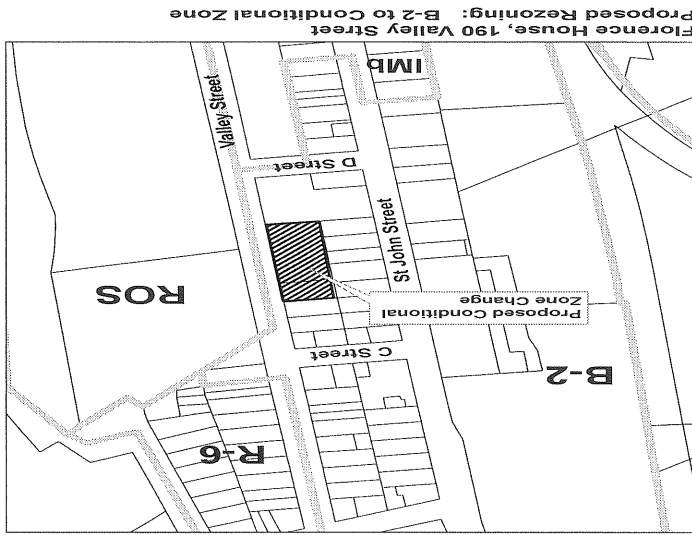 Florence House, 190 Valley Street
Proposed Rezoning: B-2 to Conditional Zone
IMb
Valley Street
D Street
St John Street
ROS
Proposed Conditional
Zone Change
C Street
B-2
R-6